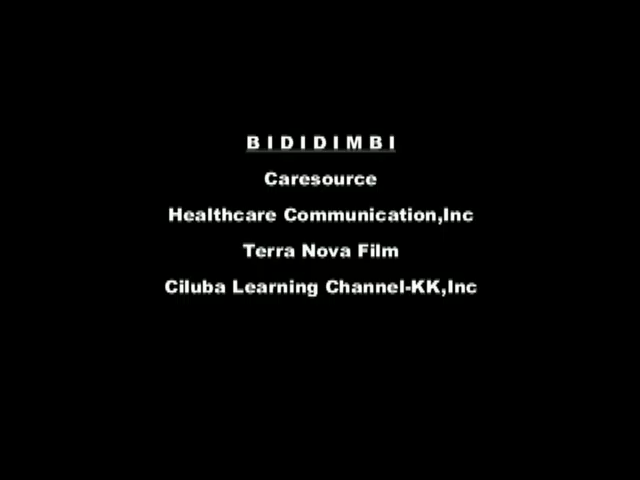 B I D I D I M B I
Caresource
Healthcare Communication,Inc
Terra Nova Film
Ciluba Learning Channel-KK,Inc